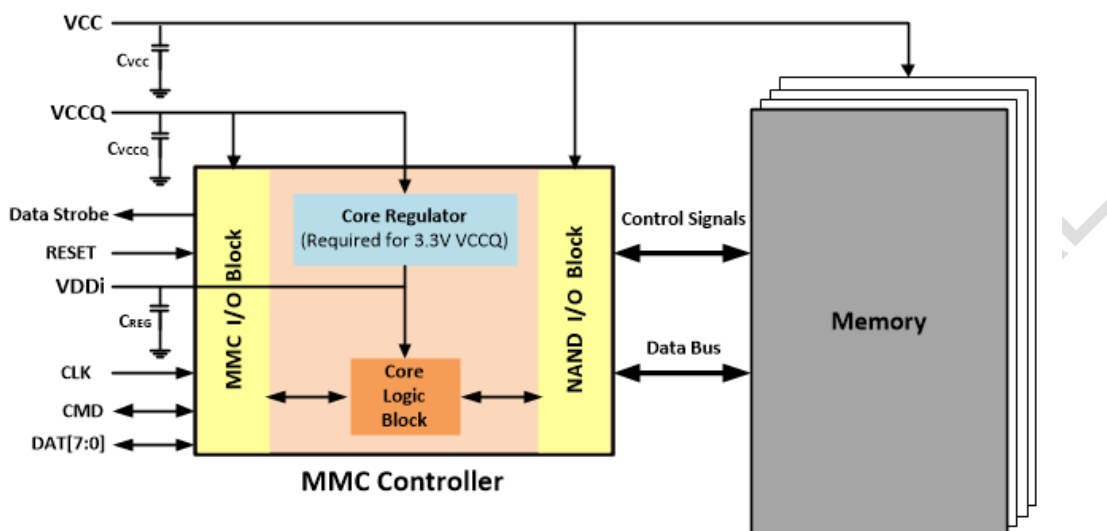 VCC
CVCC
VCCQ
CVCCQ
Data Strobe
RESET
VDDi
CREG
CLK
CMD
DAT[7:0]
MMC I/O Block
Core Regulator
(Required for 3.3V VCCQ)
Core
Logic
Block
NAND I/O Block
MMC Controller
Control Signals
Data Bus
Memory